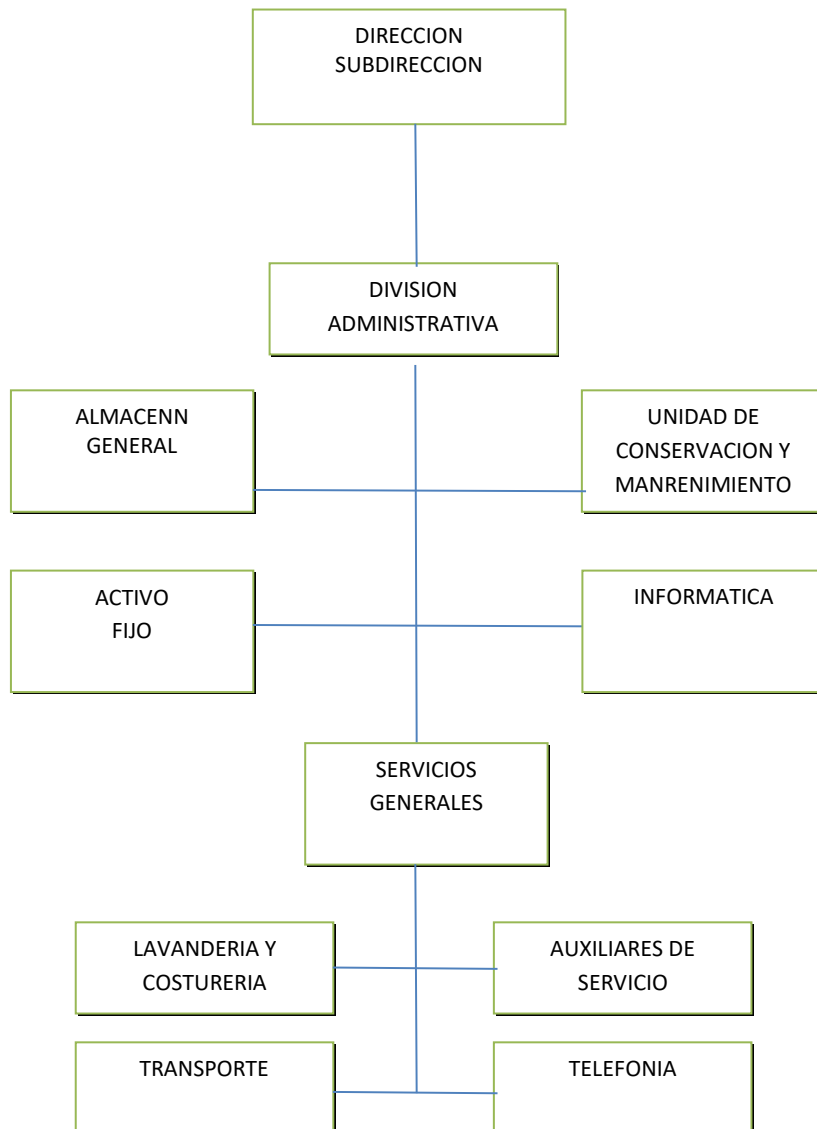 DIRECCION
SUBDIRECCION
DIVISION
ADMINISTRATIVA
ALMACENN
GENERAL
UNIDAD DE
CONSERVACION Y
MANRENIMIENTO
ACTIVO
FIJO
INFORMATICA
SERVICIOS
GENERALES
LAVANDERIA Y
COSTURERIA
AUXILIARES DE
SERVICIO
TRANSPORTE
TELEFONIA